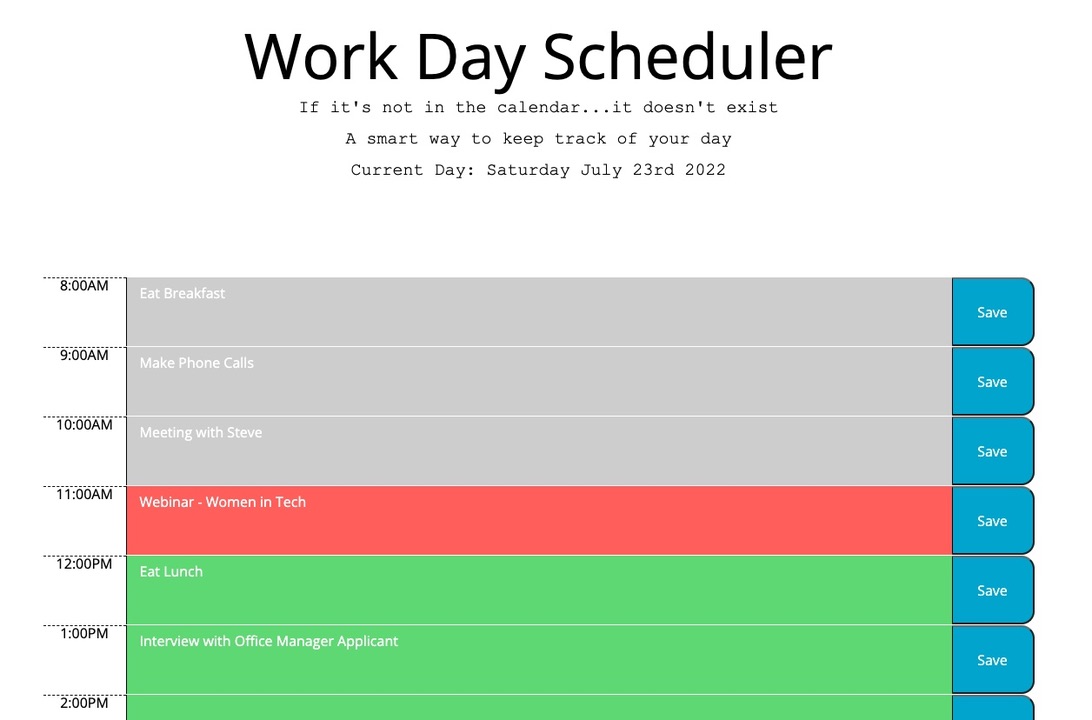 Work Day Scheduler
If it's not in the calendar...it doesn't exist
A smart way to keep track of your day
Current Day: Saturday July 23rd 2022
8:00AM Eat Breakfast Save
9:00AM Make Phone Calls Save
10:00AM Meeting with Steve Save
11:00AM Webinar - Women in Tech Save
12:00PM Eat Lunch Save
1:00PM Interview with Office Manager Applicant Save
2:00PM